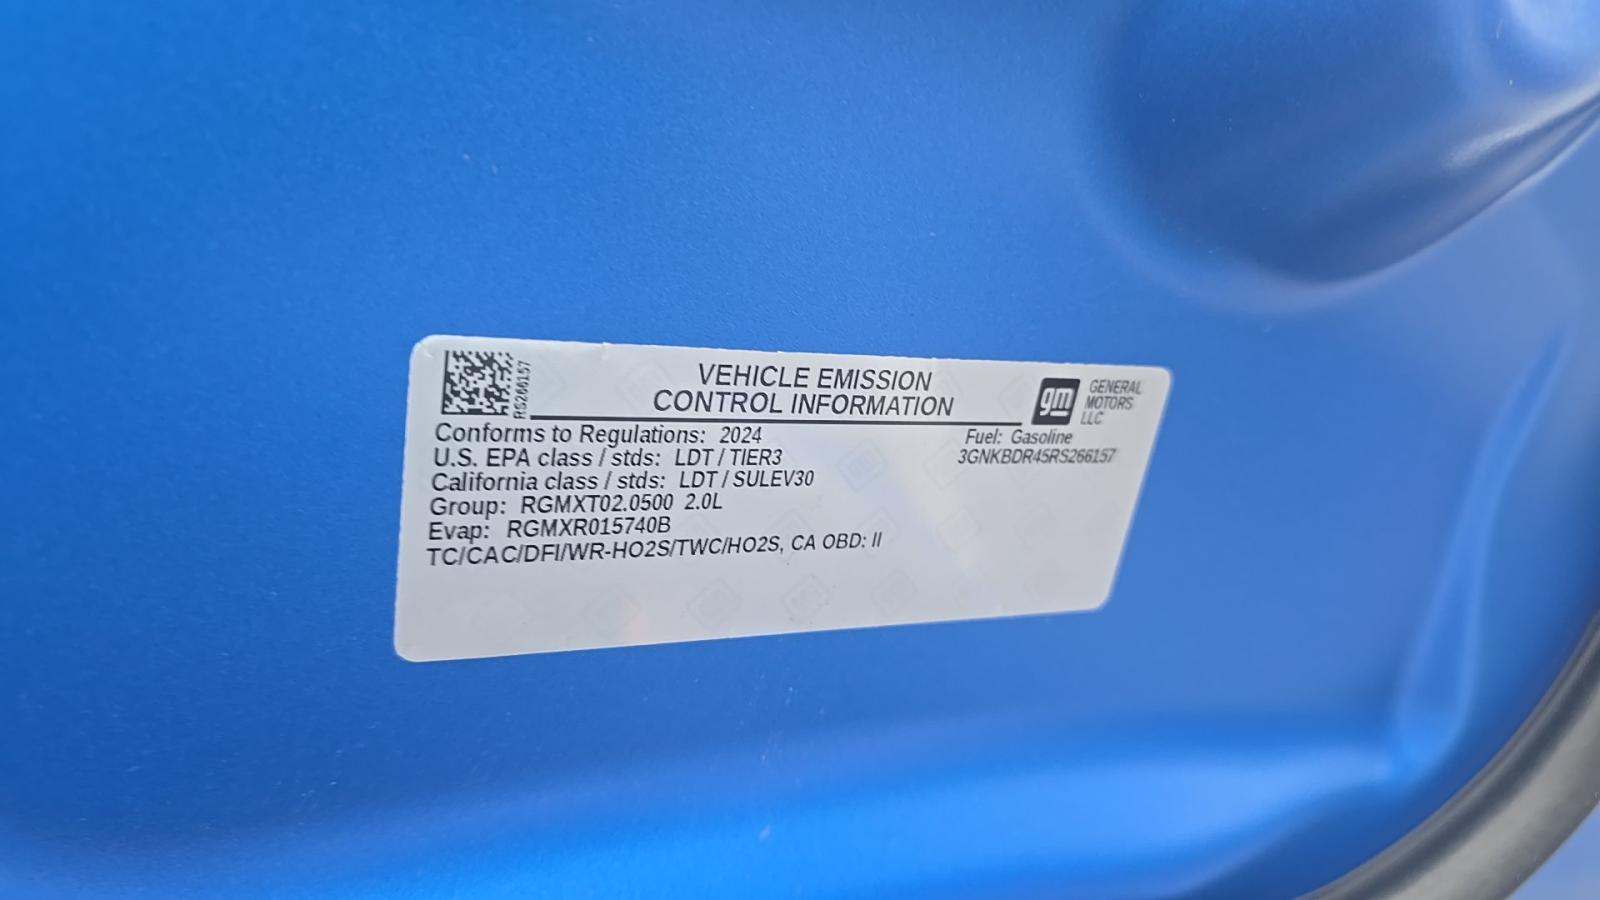 VEHICLE EMISSION
CONTROL INFORMATION
RS266157
gm
GENERAL
MOTORS
LLC
Conforms to Regulations: 2024
Fuel: Gasoline
U.S. EPA class / stds: LDT / TIER3
3GNKBDR45RS266157
California class / stds: LDT / SULEV30
Group: RGMXT02.0500 2.0L
Evap: RGMXR015740B
TC/CAC/DFI/WR-HO2S/TWC/HO2S, CA OBD: II